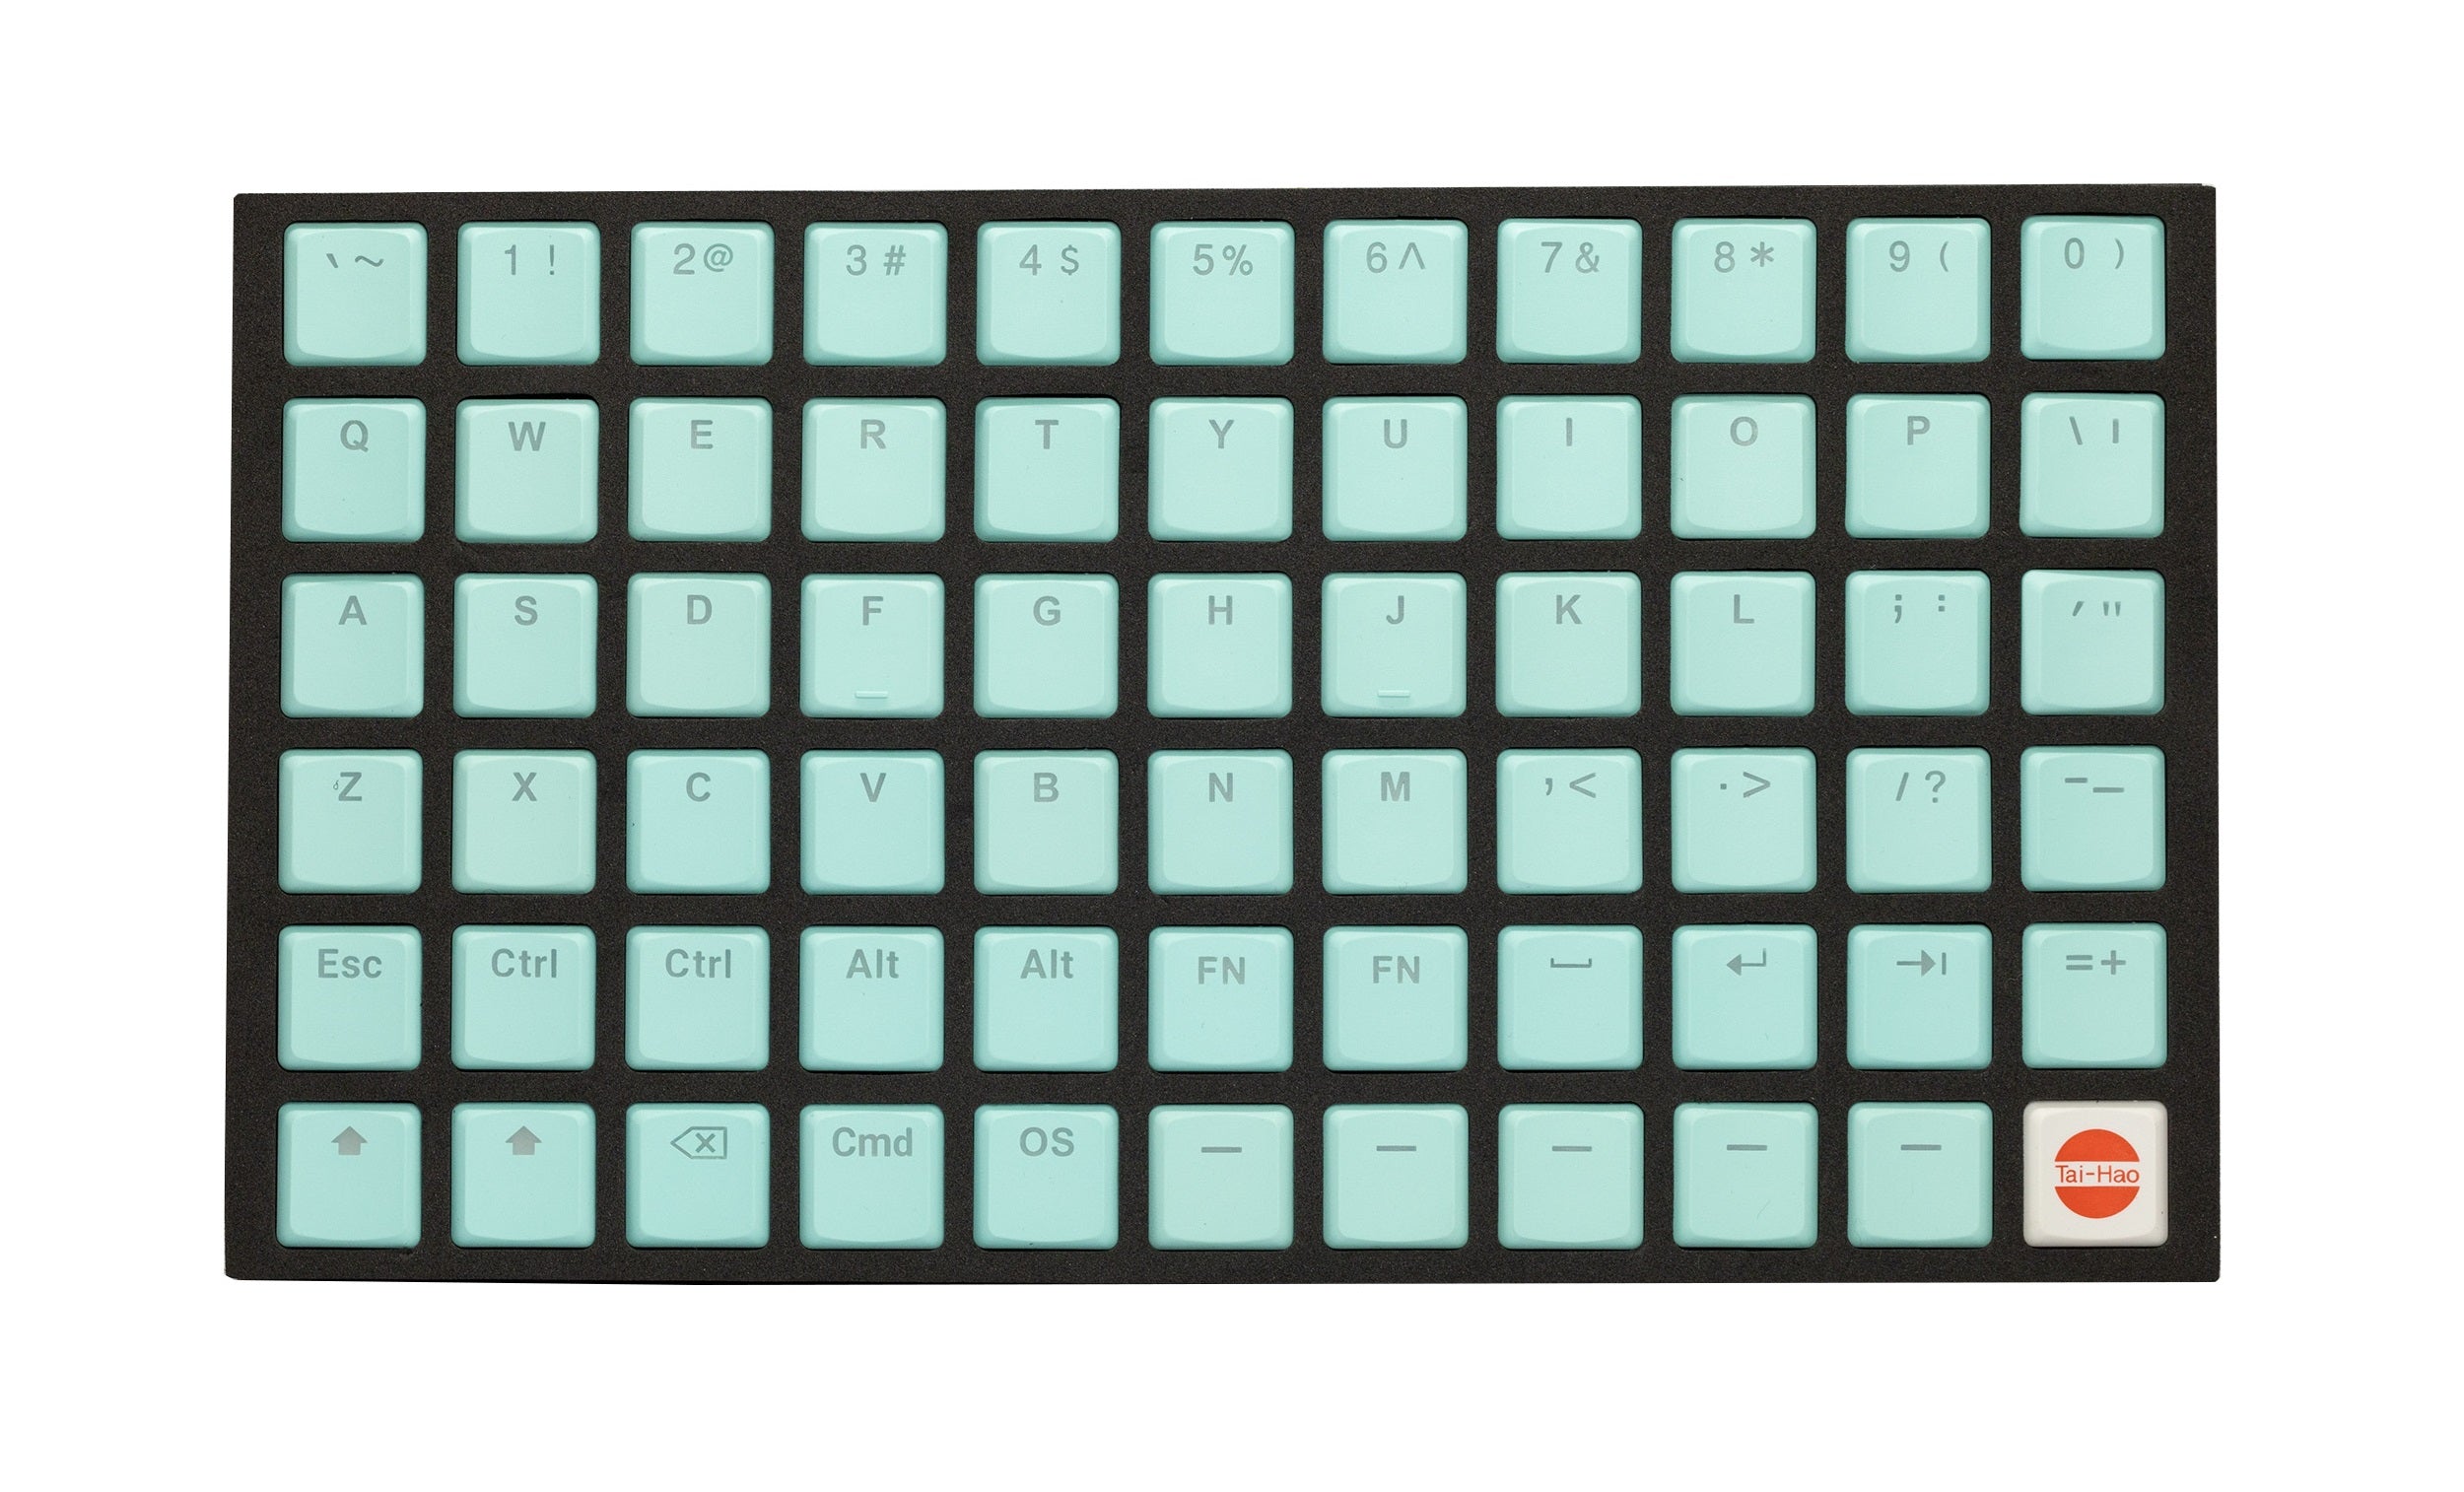 ` ~ 1 ! 2 @ 3 # 4 $ 5 % 6 ^ 7 & 8 * 9 ( 0 )
Q W E R T Y U I O P \ |
A S D F G H J K L ; : ' "
Z X C V B N M , < . > / ? - _
Esc Ctrl Ctrl Alt Alt FN FN ⎵ ↵ →| = +
⬆ ⬆ ⌫ Cmd OS — — — — — Tai-Hao